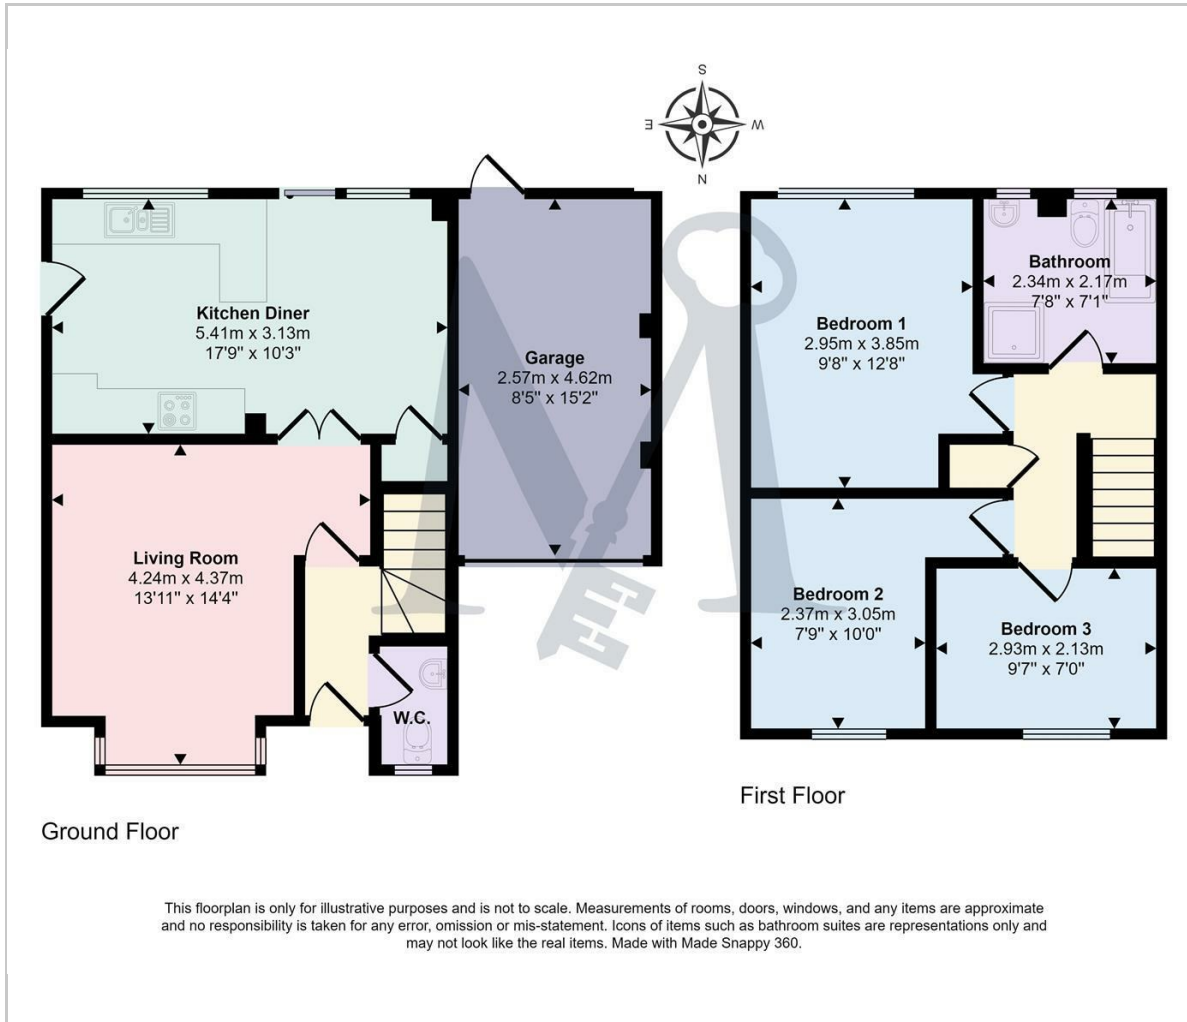 S
E
W
N
Kitchen Diner
5.41m x 3.13m
17'9" x 10'3"
Garage
2.57m x 4.62m
8'5" x 15'2"
Living Room
4.24m x 4.37m
13'11" x 14'4"
W.C.
Ground Floor
Bedroom 1
2.95m x 3.85m
9'8" x 12'8"
Bathroom
2.34m x 2.17m
7'8" x 7'1"
Bedroom 2
2.37m x 3.05m
7'9" x 10'0"
Bedroom 3
2.93m x 2.13m
9'7" x 7'0"
First Floor
This floorplan is only for illustrative purposes and is not to scale. Measurements of rooms, doors, windows, and any items are approximate
and no responsibility is taken for any error, omission or mis-statement. Icons of items such as bathroom suites are representations only and
may not look like the real items. Made with Made Snappy 360.